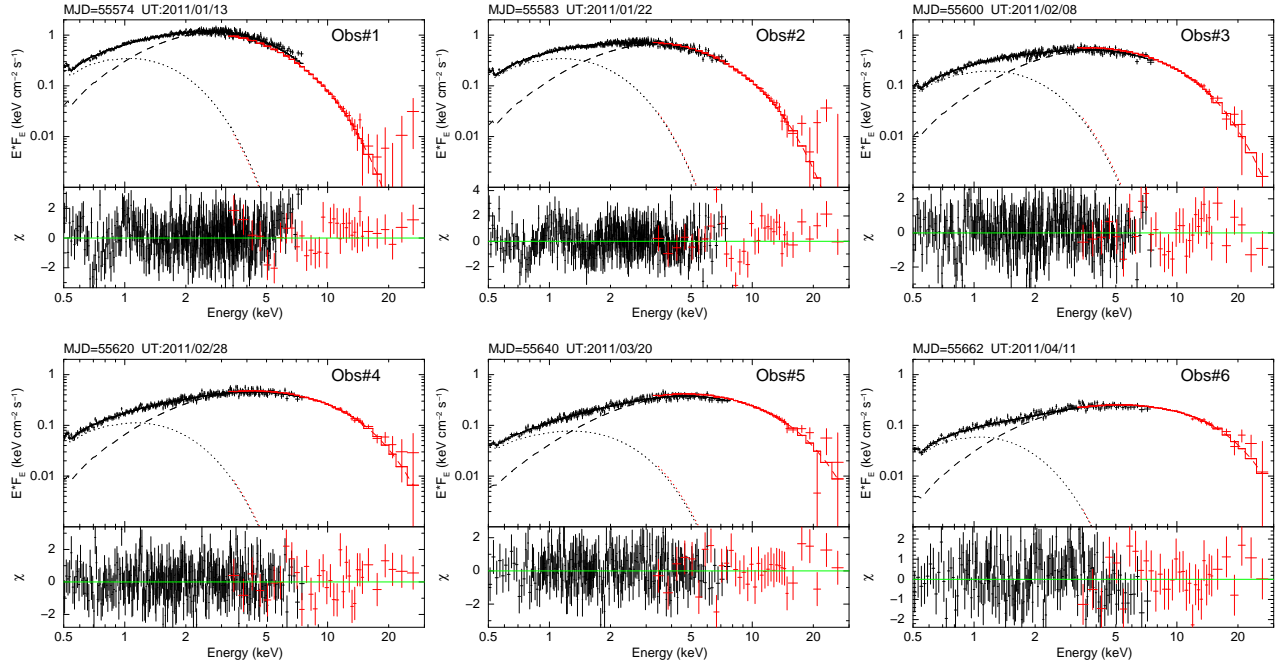 MJD=55574 UT:2011/01/13
Obs#1
E*F_E (keV cm⁻² s⁻¹)
1
0.1
0.01
χ
2
0
−2
0.5 1 2 5 10 20
Energy (keV)
MJD=55583 UT:2011/01/22
Obs#2
E*F_E (keV cm⁻² s⁻¹)
1
0.1
0.01
χ
4
2
0
−2
0.5 1 2 5 10 20
Energy (keV)
MJD=55600 UT:2011/02/08
Obs#3
E*F_E (keV cm⁻² s⁻¹)
1
0.1
0.01
χ
2
0
−2
0.5 1 2 5 10 20
Energy (keV)
MJD=55620 UT:2011/02/28
Obs#4
E*F_E (keV cm⁻² s⁻¹)
1
0.1
0.01
χ
2
0
−2
0.5 1 2 5 10 20
Energy (keV)
MJD=55640 UT:2011/03/20
Obs#5
E*F_E (keV cm⁻² s⁻¹)
1
0.1
0.01
χ
2
0
−2
0.5 1 2 5 10 20
Energy (keV)
MJD=55662 UT:2011/04/11
Obs#6
E*F_E (keV cm⁻² s⁻¹)
1
0.1
0.01
χ
2
1
0
−1
−2
0.5 1 2 5 10 20
Energy (keV)